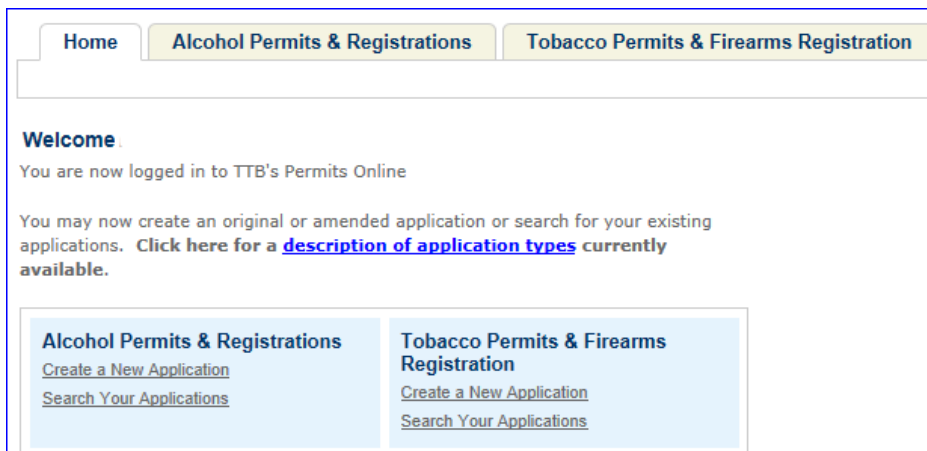 Home Alcohol Permits & Registrations Tobacco Permits & Firearms Registration
Welcome
You are now logged in to TTB's Permits Online
You may now create an original or amended application or search for your existing
applications. Click here for a description of application types currently
available.
Alcohol Permits & Registrations
Create a New Application
Search Your Applications
Tobacco Permits & Firearms
Registration
Create a New Application
Search Your Applications